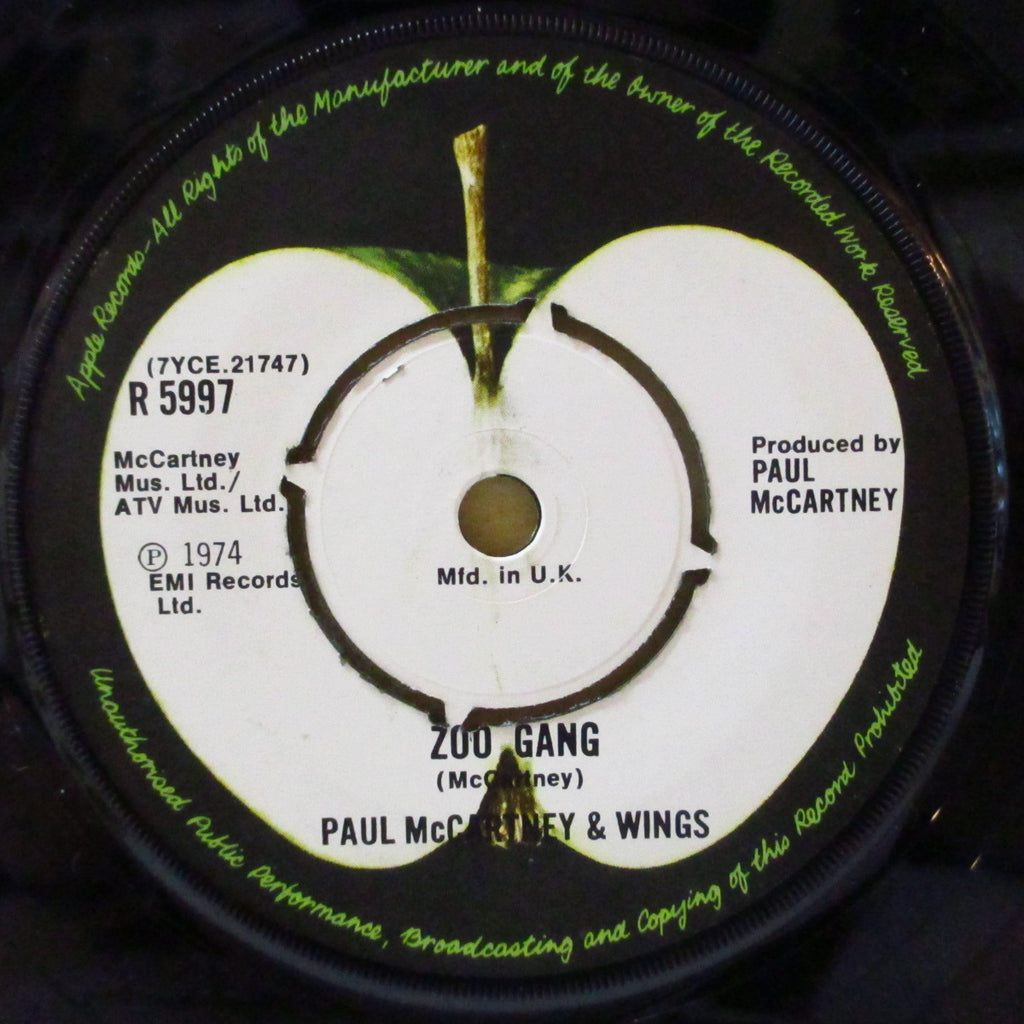 Apple Records-All Rights of the Manufacturer and of the Owner of the Recorded Work Reserved
(7YCE.21747)
R 5997
McCartney
Mus. Ltd./
ATV Mus. Ltd.
Ⓟ 1974
EMI Records
Ltd.
Produced by
PAUL
McCARTNEY
Mfd. in U.K.
ZOO GANG
(McCartney)
PAUL McCARTNEY & WINGS
Unauthorised Public Performance, Broadcasting and Copying of this Record Prohibited